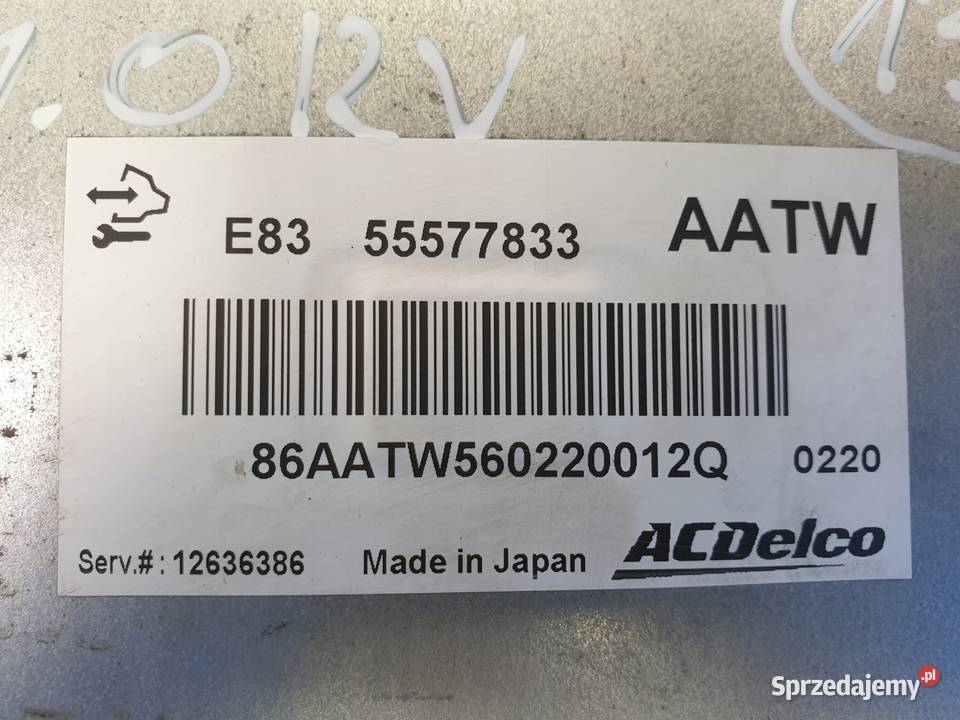 1.0 12V
E83 55577833 AATW
86AATW560220012Q 0220
Serv.#: 12636386 Made in Japan ACDelco
Sprzedajemy.pl